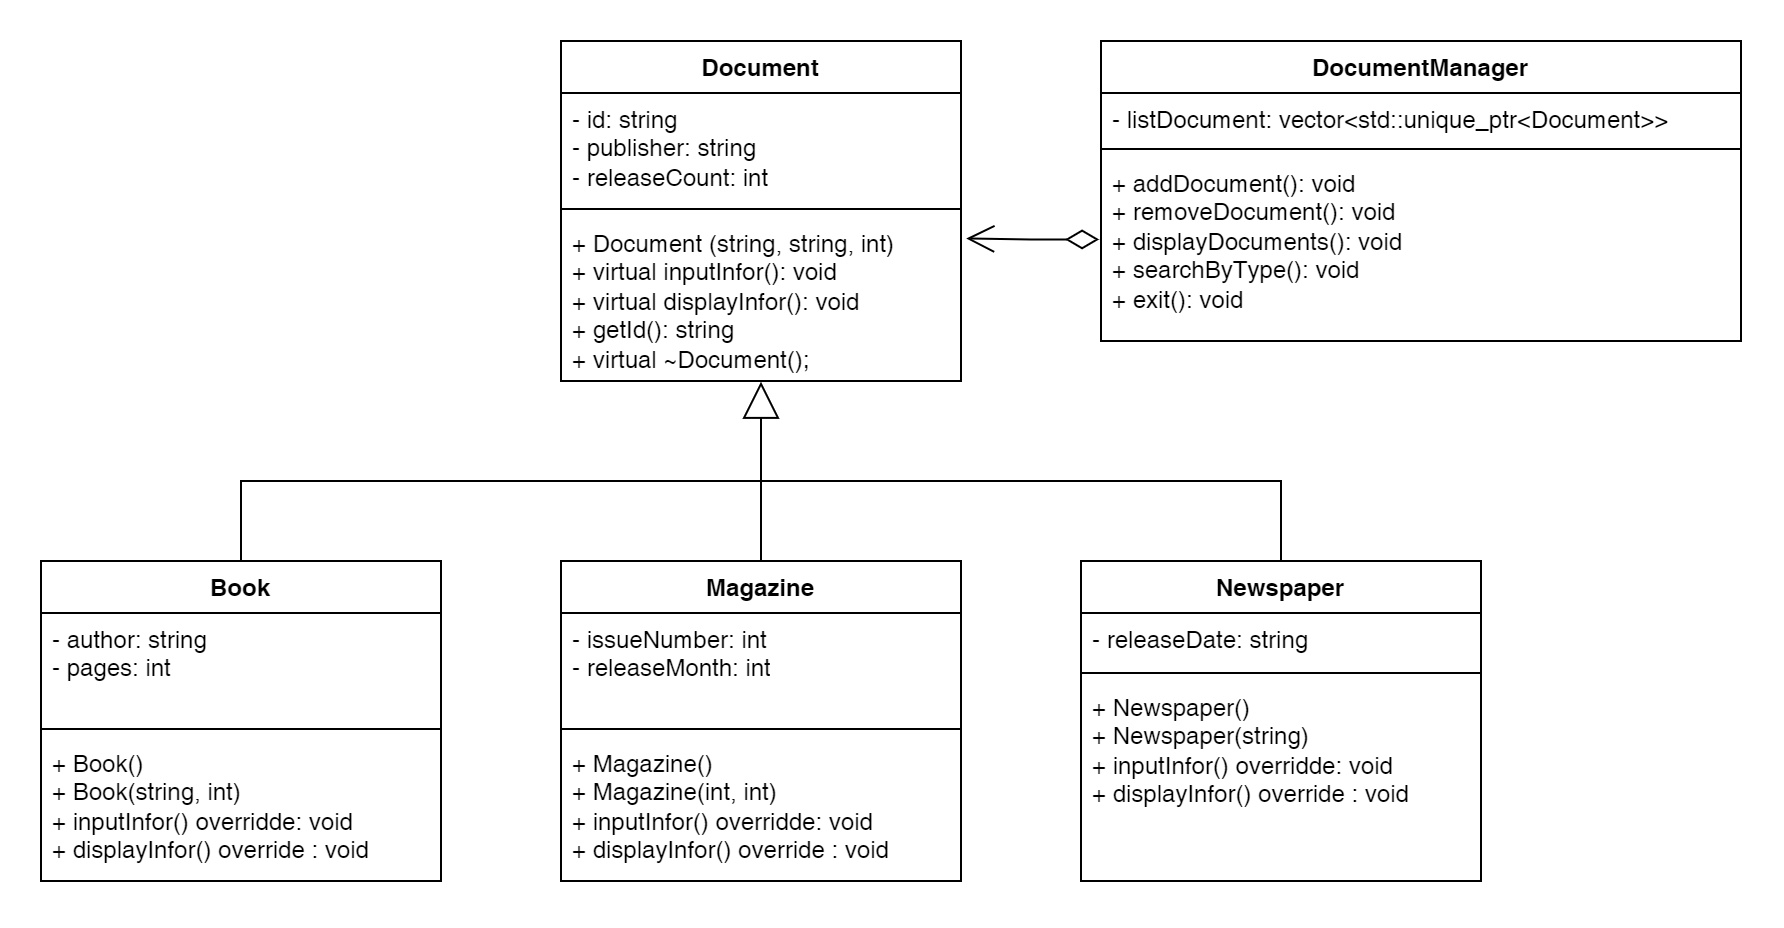 Document
- id: string
- publisher: string
- releaseCount: int
+ Document (string, string, int)
+ virtual inputInfor(): void
+ virtual displayInfor(): void
+ getId(): string
+ virtual ~Document();
DocumentManager
- listDocument: vector<std::unique_ptr<Document>>
+ addDocument(): void
+ removeDocument(): void
+ displayDocuments(): void
+ searchByType(): void
+ exit(): void
Book
- author: string
- pages: int
+ Book()
+ Book(string, int)
+ inputInfor() overridde: void
+ displayInfor() override : void
Magazine
- issueNumber: int
- releaseMonth: int
+ Magazine()
+ Magazine(int, int)
+ inputInfor() overridde: void
+ displayInfor() override : void
Newspaper
- releaseDate: string
+ Newspaper()
+ Newspaper(string)
+ inputInfor() overridde: void
+ displayInfor() override : void